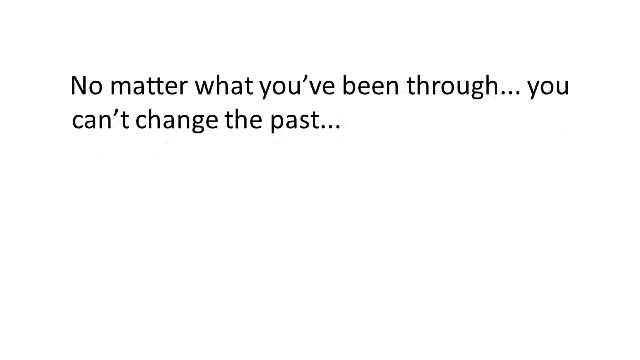 No matter what you’ve been through... you
can’t change the past...